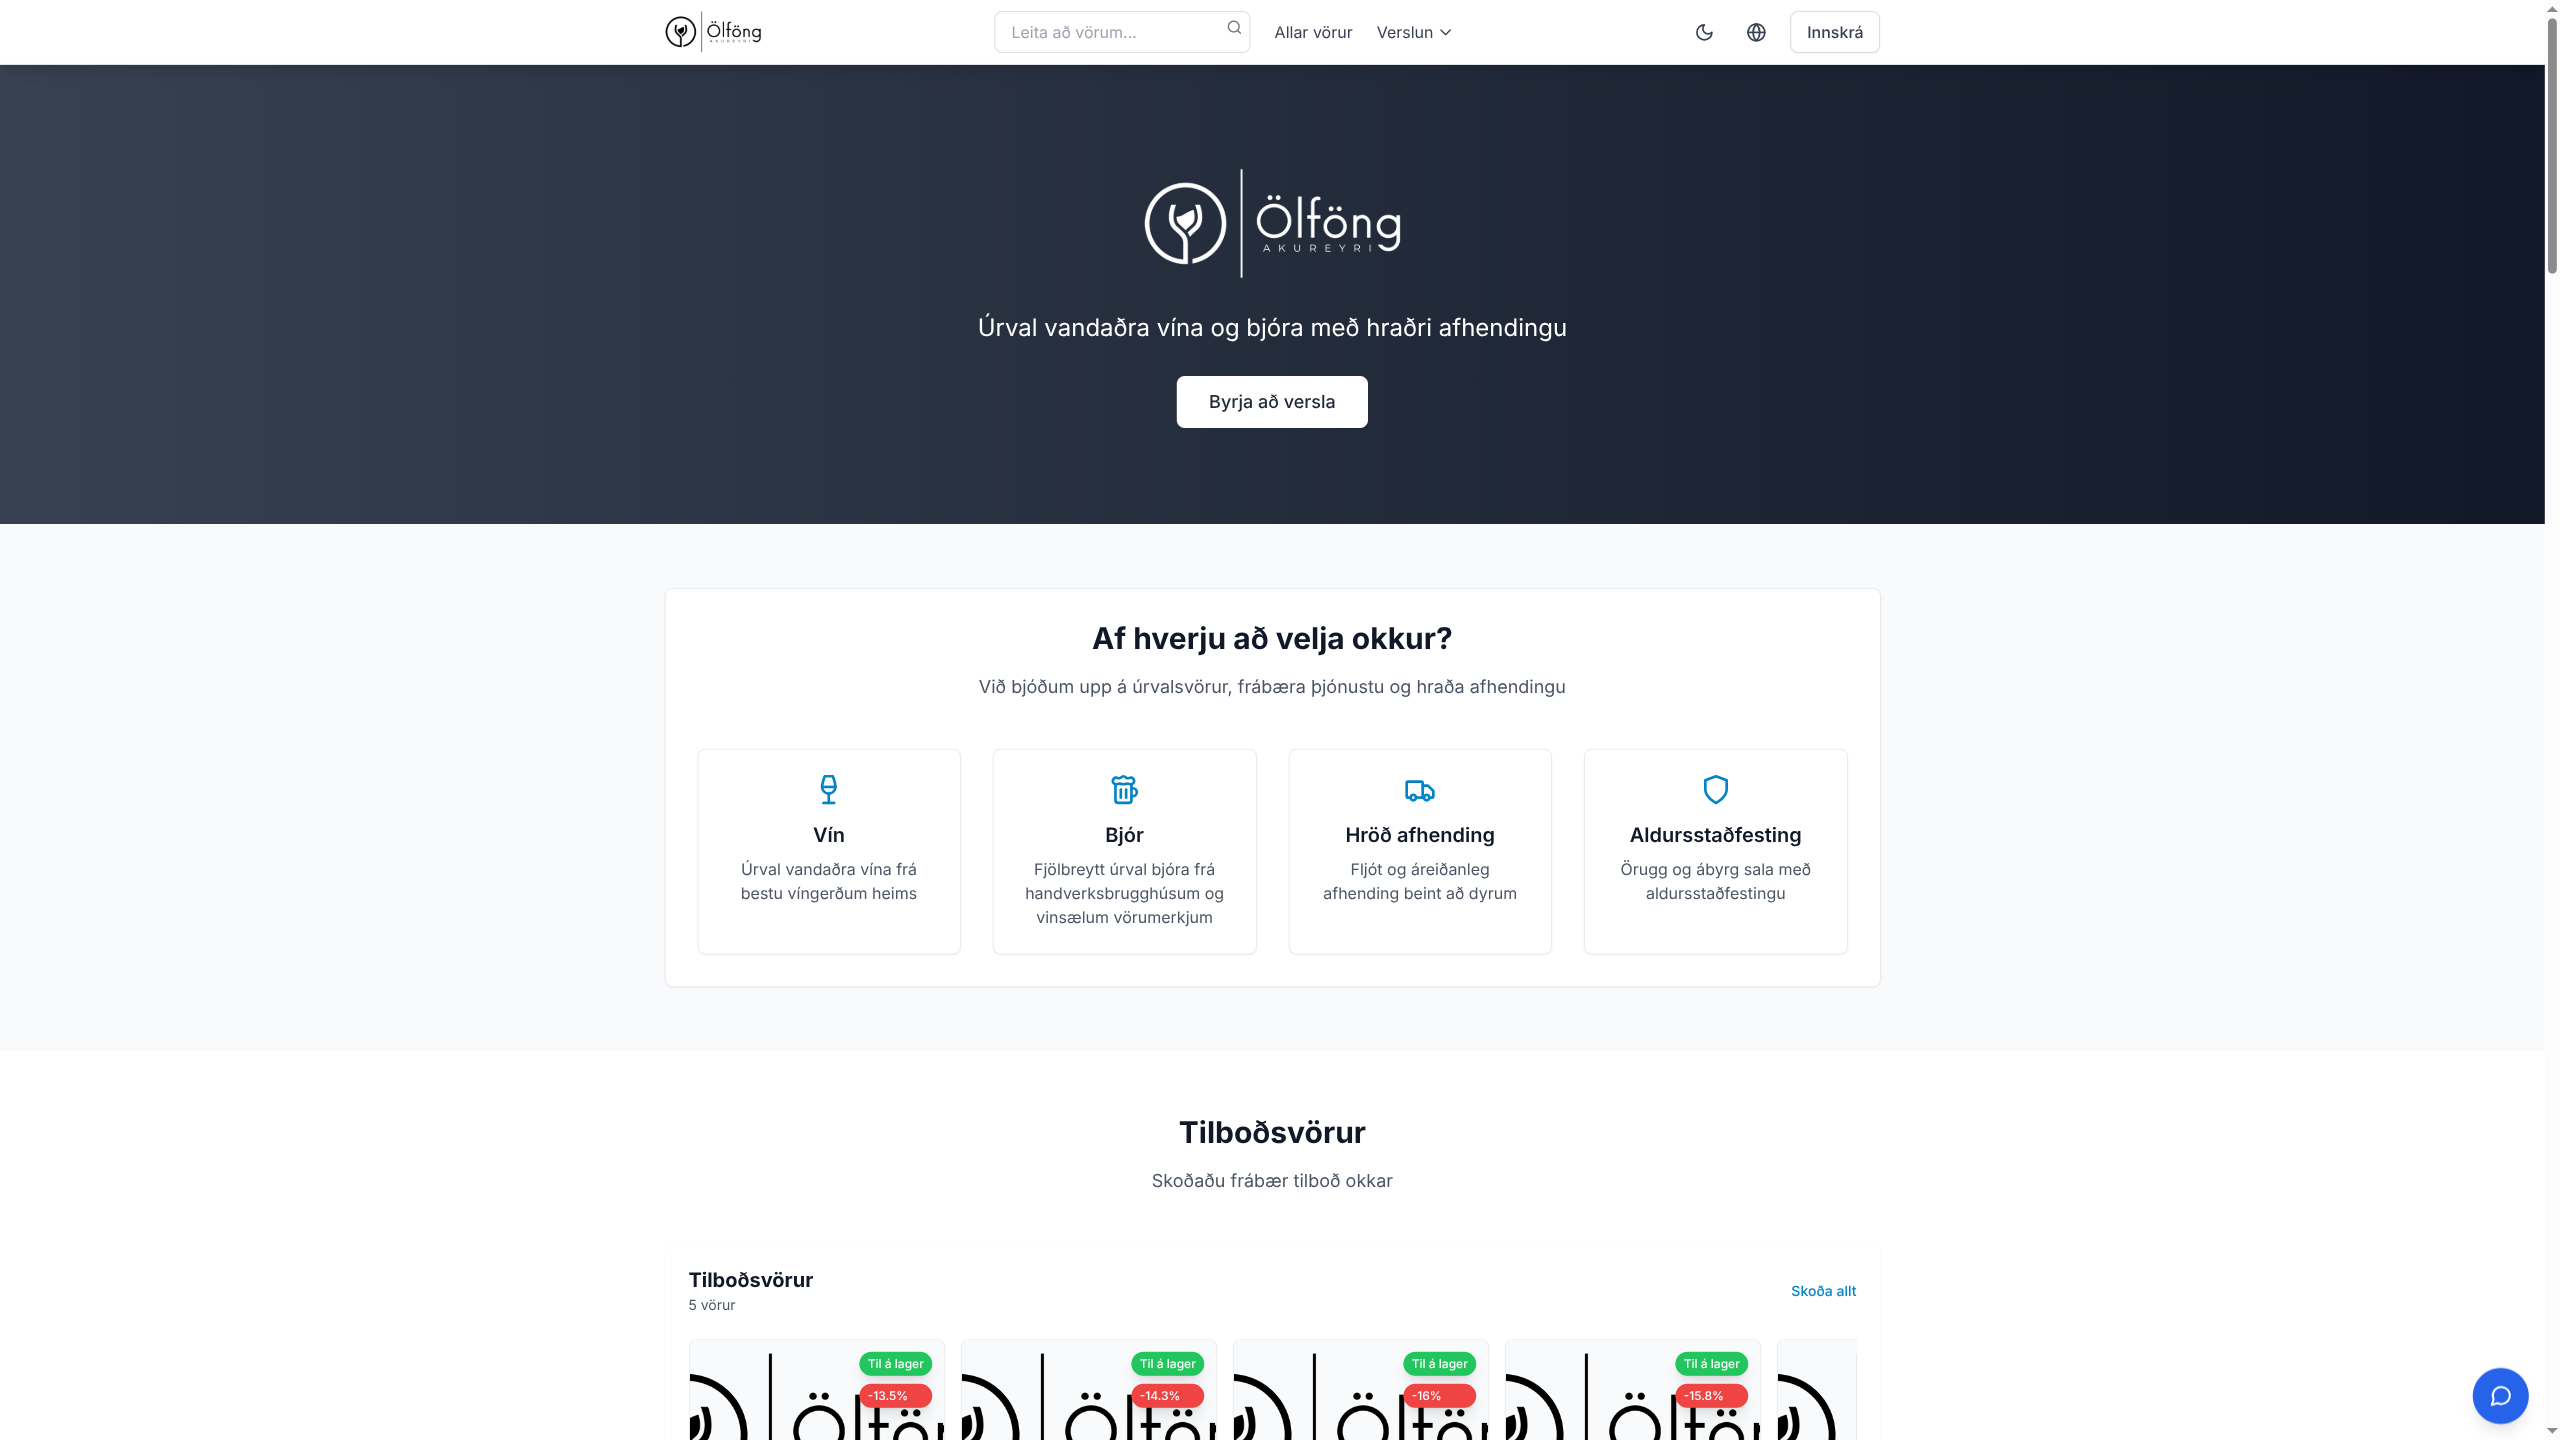 Ölföng
AKUREYRI
Leita að vörum...
Allar vörur
Verslun
Innskrá
Ölföng
AKUREYRI
Úrval vandaðra vína og bjóra með hraðri afhendingu
Byrja að versla
Af hverju að velja okkur?
Við bjóðum upp á úrvalsvörur, frábæra þjónustu og hraða afhendingu
Vín
Úrval vandaðra vína frá
bestu víngerðum heims
Bjór
Fjölbreytt úrval bjóra frá
handverksbrugghúsum og
vinsælum vörumerkjum
Hröð afhending
Fljót og áreiðanleg
afhending beint að dyrum
Aldursstaðfesting
Örugg og ábyrg sala með
aldursstaðfestingu
Tilboðsvörur
Skoðaðu frábær tilboð okkar
Tilboðsvörur
5 vörur
Skoða allt
Til á lager
-13.5%
Til á lager
-14.3%
Til á lager
-16%
Til á lager
-15.8%